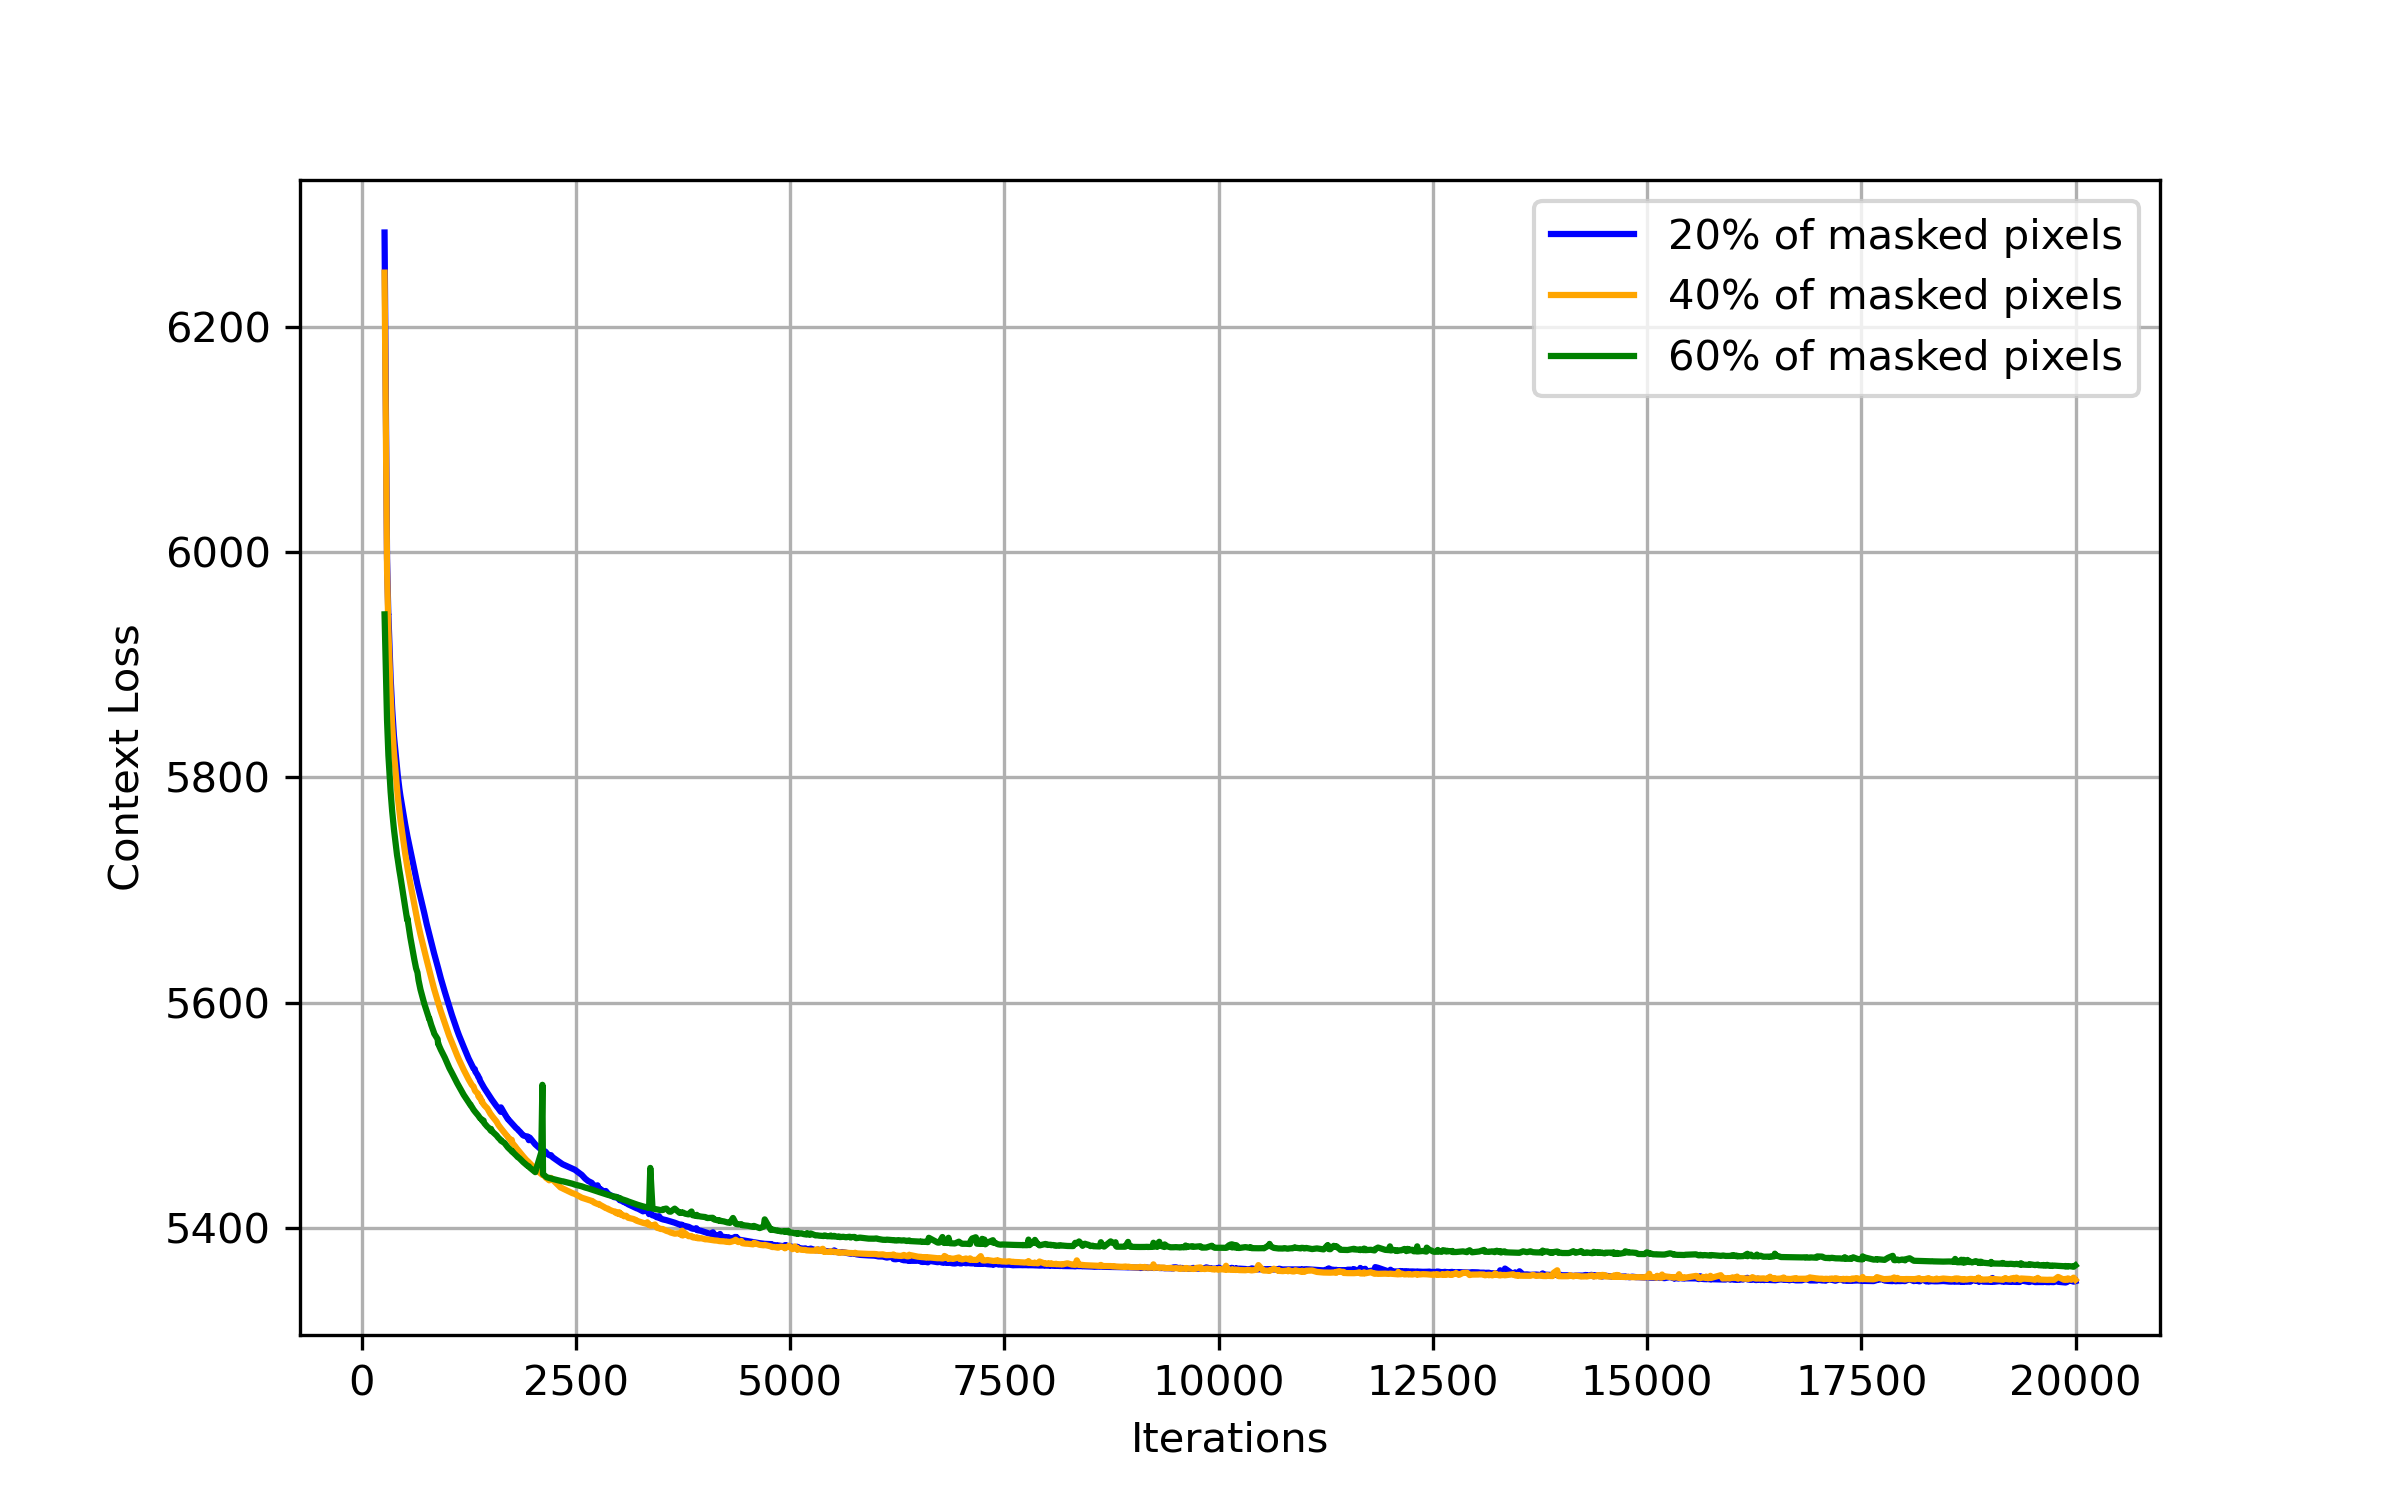 20% of masked pixels
40% of masked pixels
60% of masked pixels
6200
6000
5800
5600
5400
Context Loss
0 2500 5000 7500 10000 12500 15000 17500 20000
Iterations